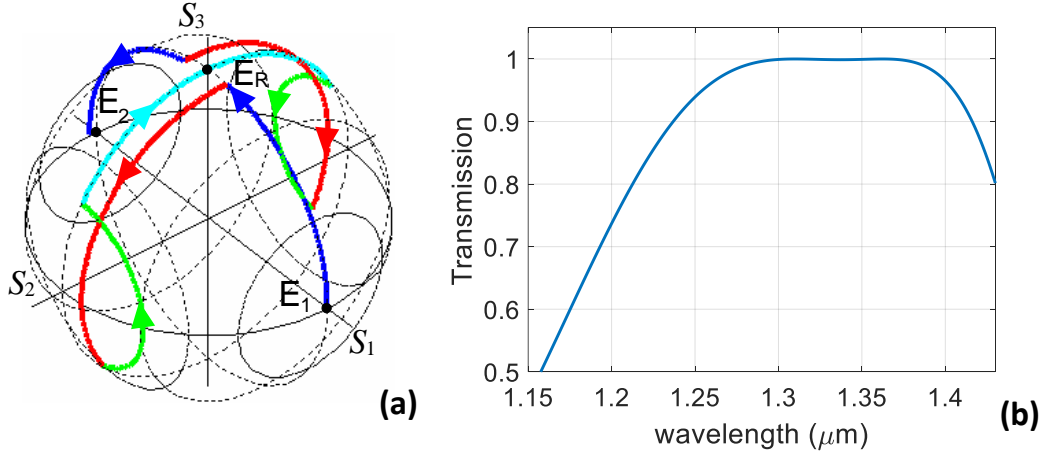 S3
E2
ER
S2
E1
S1
(a)
Transmission
1
0.9
0.8
0.7
0.6
0.5
1.15
1.2
1.25
1.3
1.35
1.4
wavelength (μm)
(b)